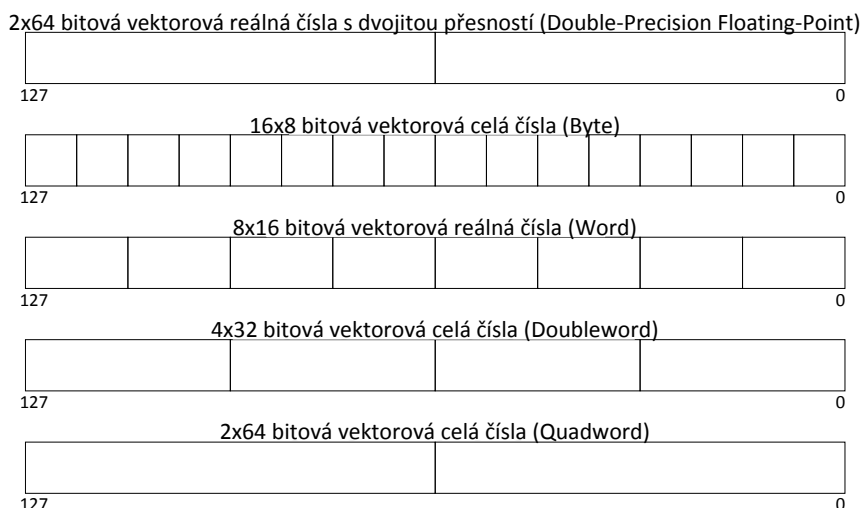 2x64 bitová vektorová reálná čísla s dvojitou přesností (Double-Precision Floating-Point)
127 0
16x8 bitová vektorová celá čísla (Byte)
127 0
8x16 bitová vektorová reálná čísla (Word)
127 0
4x32 bitová vektorová celá čísla (Doubleword)
127 0
2x64 bitová vektorová celá čísla (Quadword)
127 0